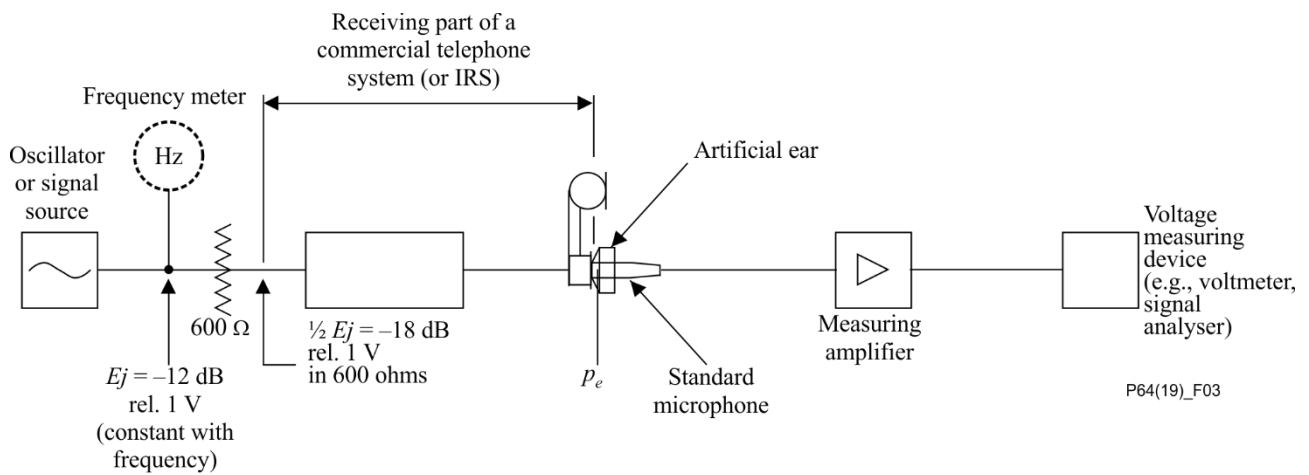 Receiving part of a
commercial telephone
system (or IRS)
Frequency meter
Hz
Oscillator
or signal
source
Artificial ear
Voltage
measuring
device
(e.g., voltmeter,
signal
analyser)
600 Ω
½ Ej = –18 dB
rel. 1 V
in 600 ohms
Measuring
amplifier
Ej = –12 dB
rel. 1 V
(constant with
frequency)
pe
Standard
microphone
P64(19)_F03